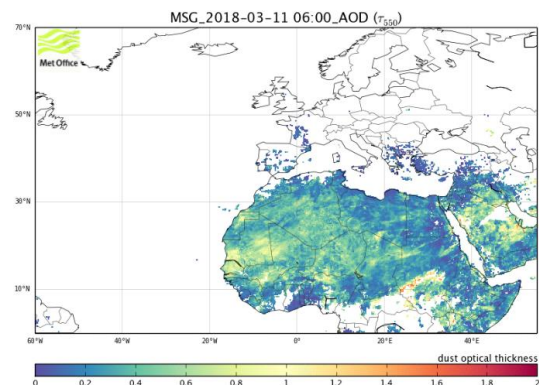 MSG_2018-03-11 06:00_AOD (τ550)
70°N
Met Office
50°N
30°N
10°N
60°W 40°W 20°W 0° 20°E 40°E
dust optical thickness
0 0.2 0.4 0.6 0.8 1 1.2 1.4 1.6 1.8 2